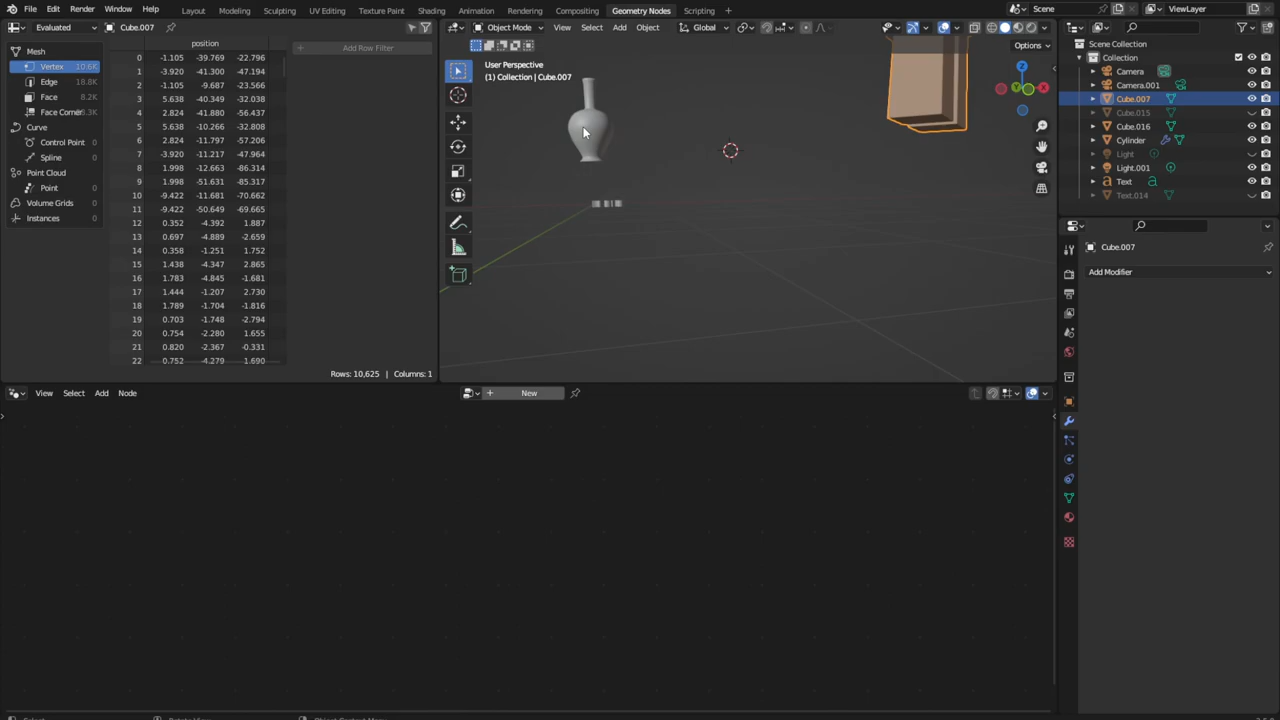 File Edit Render Window Help Layout Modeling Sculpting UV Editing Texture Paint Shading Animation Rendering Compositing Geometry Nodes Scripting Scene ViewLayer
Evaluated Cube.007
Object Mode View Select Add Object Global
Options
User Perspective
(1) Collection | Cube.007
Mesh
Vertex 10.6K
Edge 18.8K
Face 8.2K
Face Corner
Curve
Control Point 0
Spline 0
Point Cloud
Point 0
Volume Grids 0
Instances 0
position
0 -1.105 -39.769 -22.796
1 -3.920 -41.300 -47.194
2 -1.105 -9.687 -23.566
3 5.638 -40.349 -32.038
4 2.824 -41.880 -56.437
5 5.638 -10.266 -32.808
6 2.824 -11.797 -57.206
7 -3.920 -11.217 -47.964
8 1.998 -12.663 -86.314
9 1.998 -51.631 -85.317
10 -9.422 -11.681 -70.662
11 -9.422 -50.649 -69.665
12 0.352 -4.392 1.887
13 0.697 -4.889 -2.659
14 0.358 -1.251 1.752
15 1.438 -4.347 2.865
16 1.783 -4.845 -1.681
17 1.444 -1.207 2.730
18 1.789 -1.704 -1.816
19 0.703 -1.748 -2.794
20 0.754 -2.280 1.655
21 0.820 -2.367 -0.331
22 0.752 -4.279 1.690
Add Row Filter
Rows: 10,625 | Columns: 1
Z
X
Y
Scene Collection
Collection
Camera
Camera.001
Cube.007
Cube.015
Cube.016
Cylinder
Light
Light.001
Text
Text.014
Cube.007
Add Modifier
View Select Add Node New